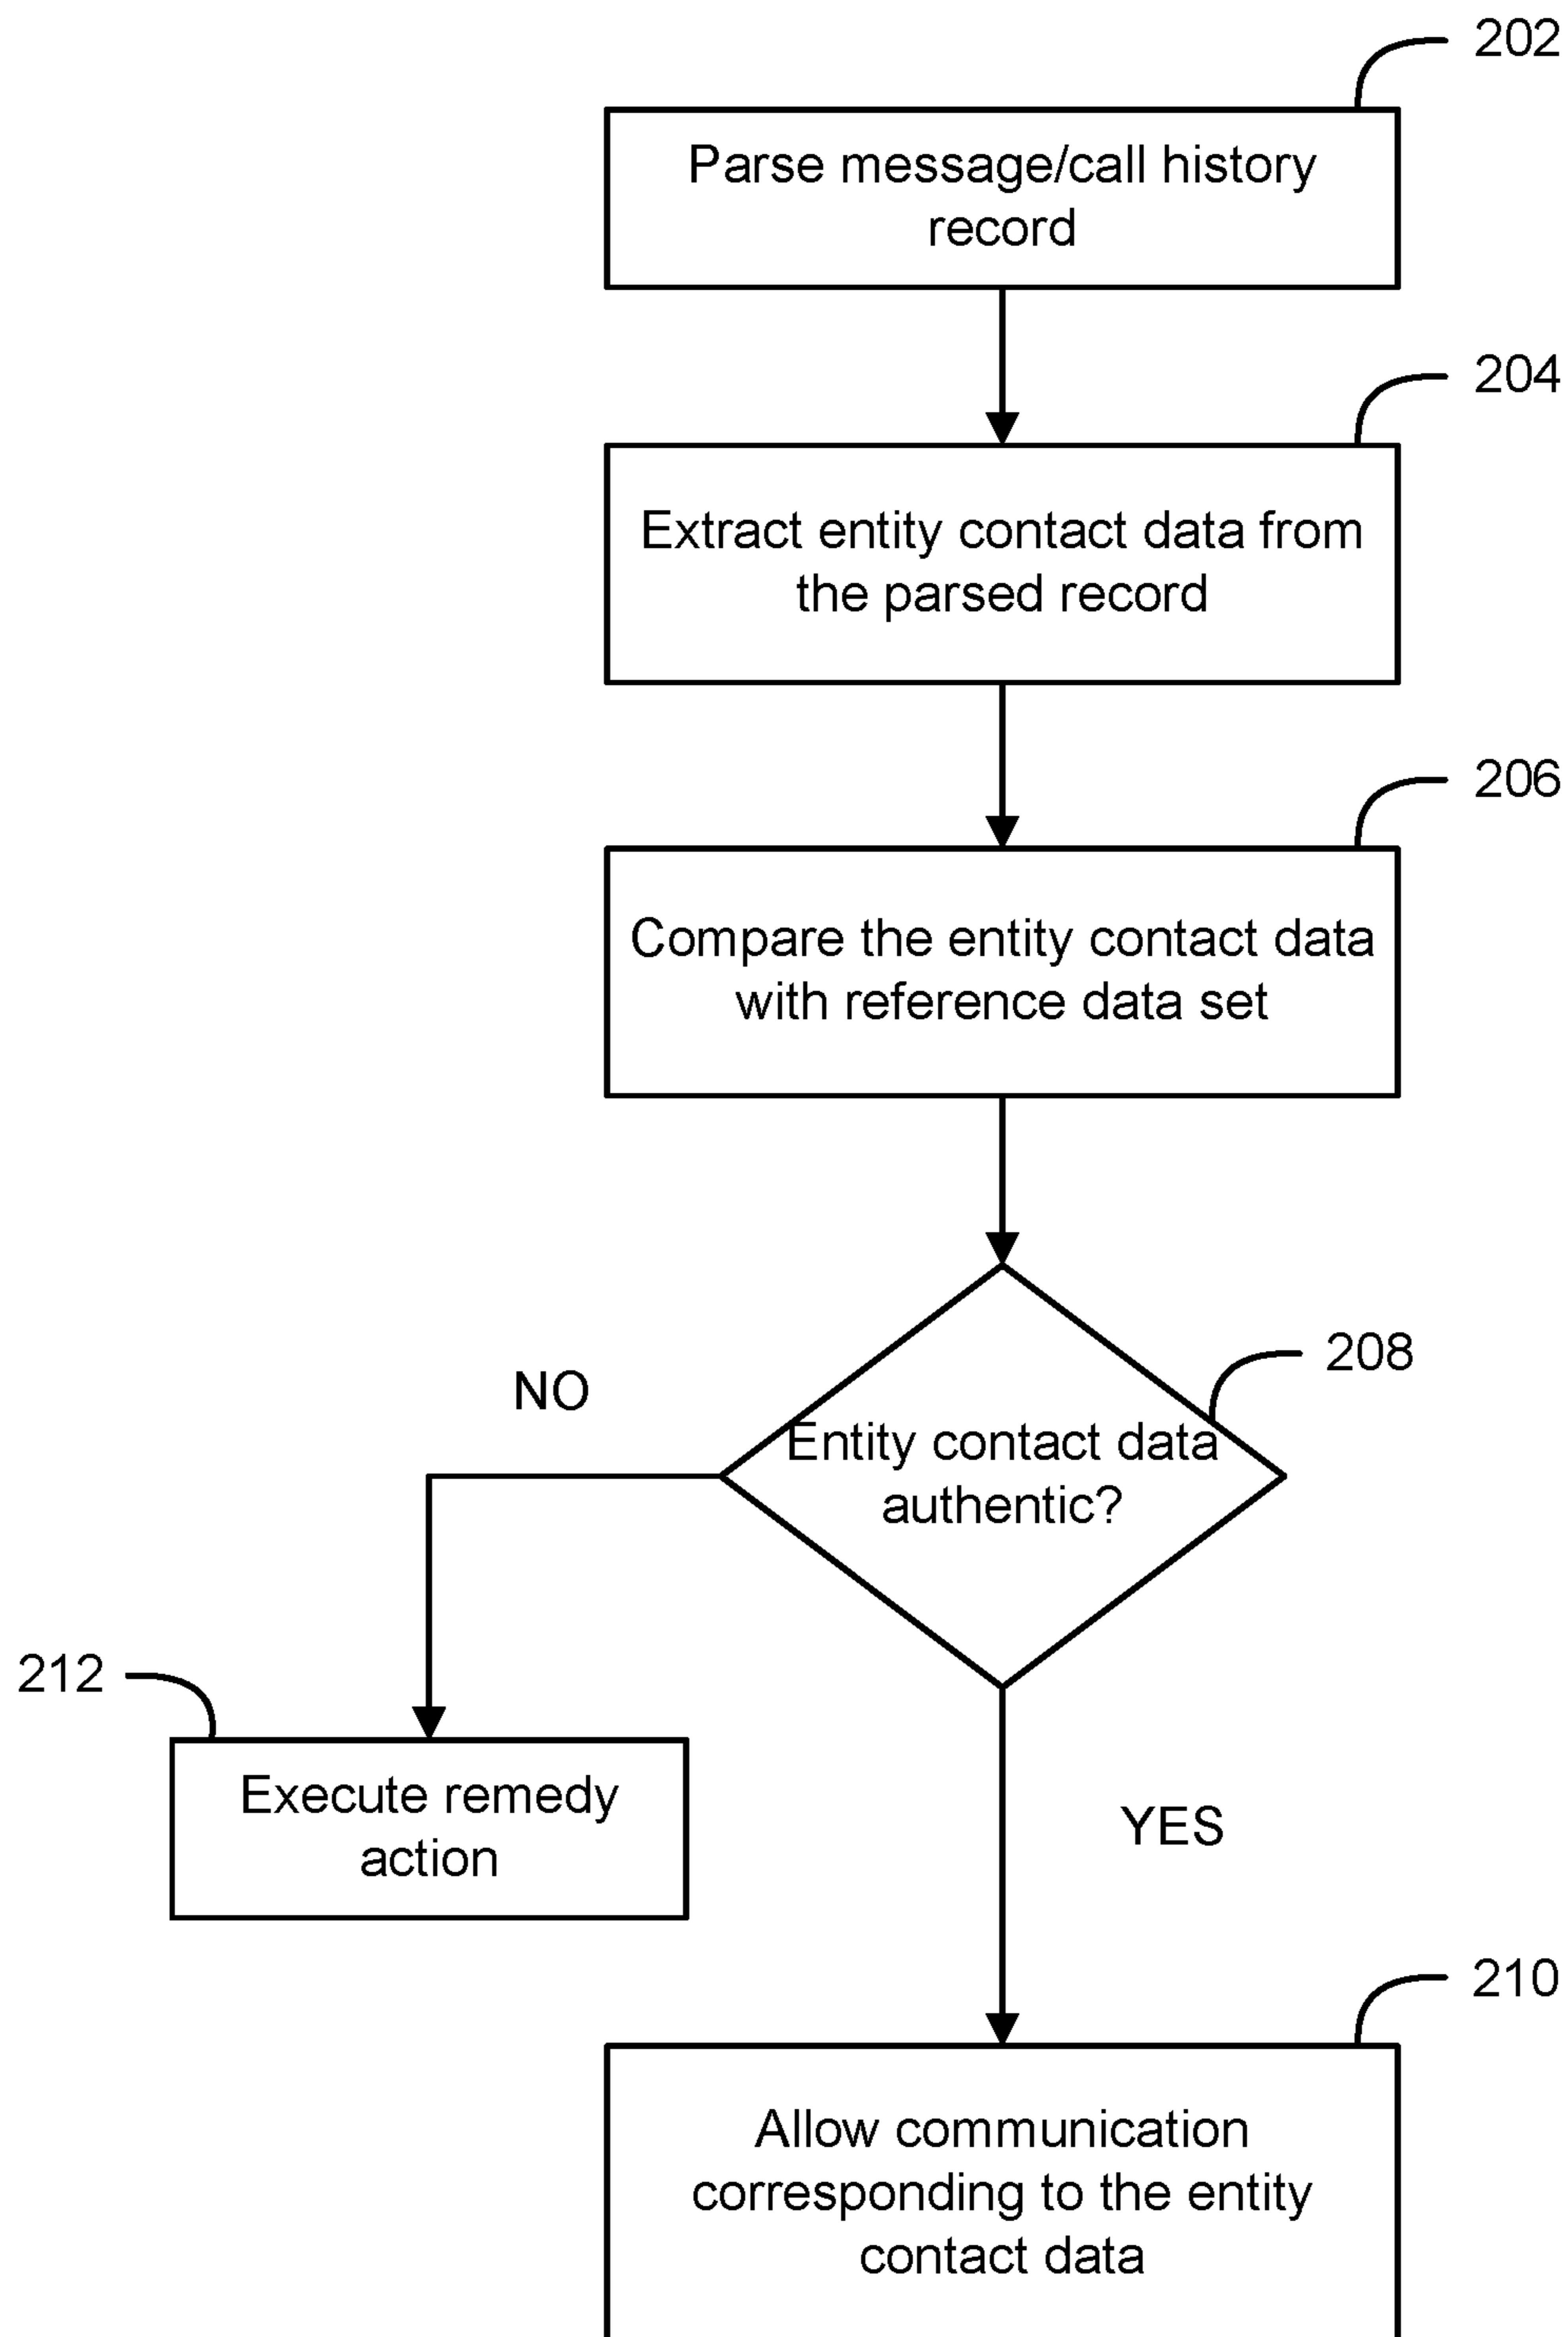 202
Parse message/call history
record
204
Extract entity contact data from
the parsed record
206
Compare the entity contact data
with reference data set
208
NO
Entity contact data
authentic?
212
Execute remedy
action
YES
210
Allow communication
corresponding to the entity
contact data